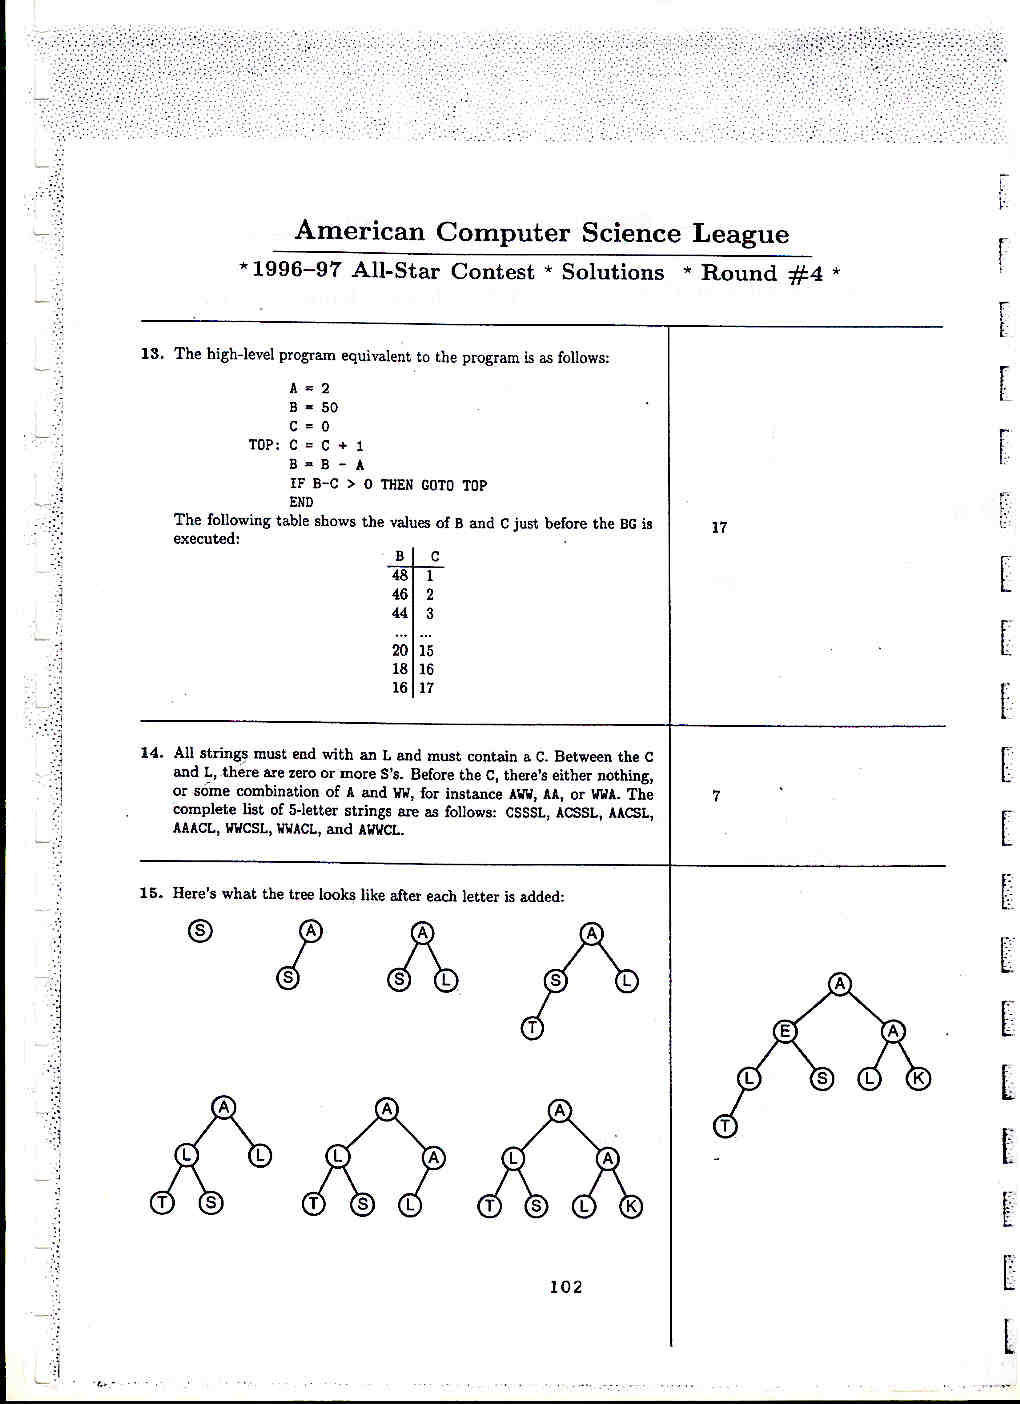 American Computer Science League
*1996–97 All-Star Contest * Solutions * Round #4 *
13. The high-level program equivalent to the program is as follows:
A = 2
B = 50
C = 0
TOP: C = C + 1
B = B - A
IF B-C > 0 THEN GOTO TOP
END
The following table shows the values of B and C just before the BG is
executed:
17
B C
48 1
46 2
44 3
... ...
20 15
18 16
16 17
14. All strings must end with an L and must contain a C. Between the C
and L, there are zero or more S's. Before the C, there's either nothing,
or some combination of A and WW, for instance AWW, AA, or WWA. The
complete list of 5-letter strings are as follows: CSSSL, ACSSL, AACSL,
AAACL, WWCSL, WWACL, and AWWCL.
7
15. Here's what the tree looks like after each letter is added:
S A A A
S S L S L
T
A
E A
L S L K
T
A A A
L L L A L A
T S T S L T S L K
102